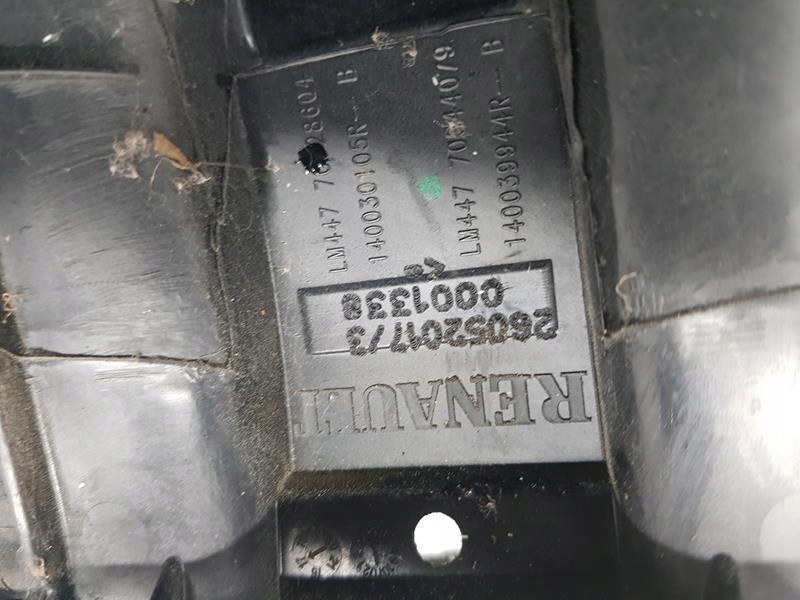 LM447
140030105R-- B
LM447
140039944R-- B
26052017/3
0001338
RENAULT